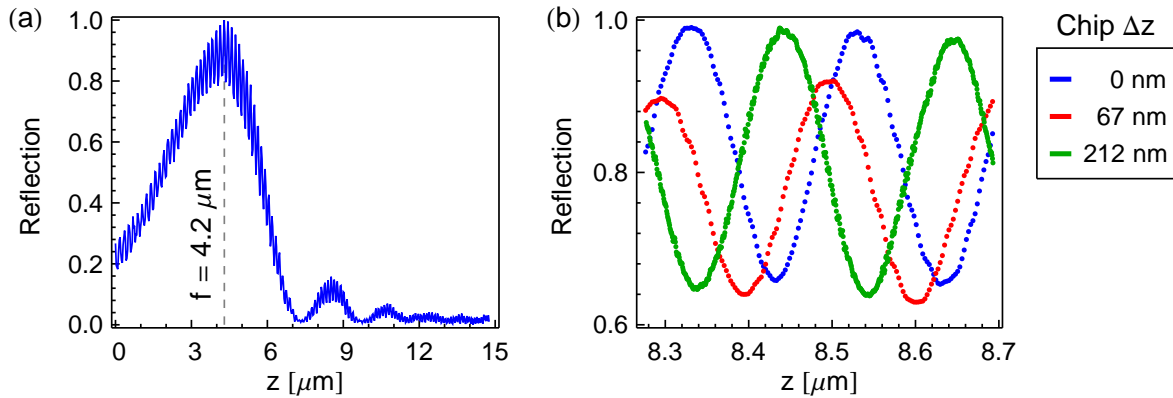 (a)
Reflection
1.0
0.8
0.6
0.4
0.2
0.0
f = 4.2 μm
0 3 6 9 12 15
z [μm]
(b)
Reflection
1.0
0.8
0.6
8.3 8.4 8.5 8.6 8.7
z [μm]
Chip Δz
0 nm
67 nm
212 nm